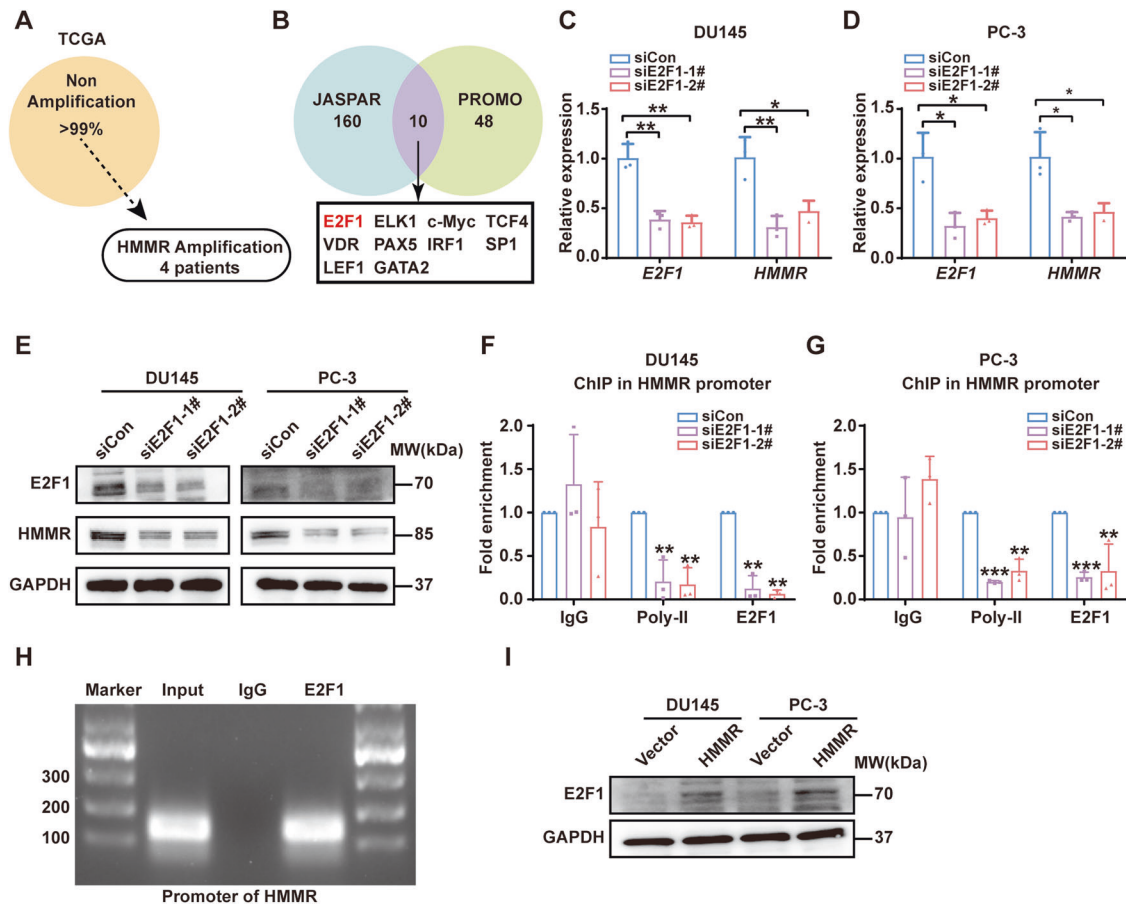 A
TCGA
Non
Amplification
>99%
HMMR Amplification
4 patients
B
JASPAR
160
10
PROMO
48
E2F1 ELK1 c-Myc TCF4
VDR PAX5 IRF1 SP1
LEF1 GATA2
C
DU145
siCon
siE2F1-1#
siE2F1-2#
Relative expression
1.5
1.0
0.5
0.0
** ** ** *
E2F1 HMMR
D
PC-3
siCon
siE2F1-1#
siE2F1-2#
Relative expression
1.5
1.0
0.5
0.0
* * * *
E2F1 HMMR
E
DU145 PC-3
siCon siE2F1-1# siE2F1-2# siCon siE2F1-1# siE2F1-2# MW(kDa)
E2F1 70
HMMR 85
GAPDH 37
F
DU145
ChIP in HMMR promoter
siCon
siE2F1-1#
siE2F1-2#
Fold enrichment
2.0
1.5
1.0
0.5
0.0
** ** ** **
IgG Poly-II E2F1
G
PC-3
ChIP in HMMR promoter
siCon
siE2F1-1#
siE2F1-2#
Fold enrichment
2.0
1.5
1.0
0.5
0.0
*** ** *** **
IgG Poly-II E2F1
H
Marker Input IgG E2F1
300
200
100
Promoter of HMMR
I
DU145 PC-3
Vector HMMR Vector HMMR MW(kDa)
E2F1 70
GAPDH 37